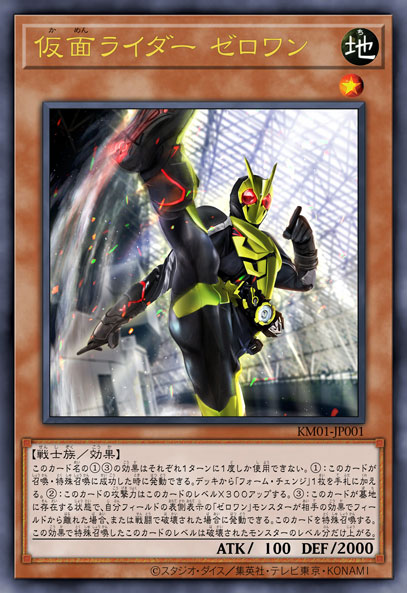 仮面ライダー ゼロワン
地
KM01-JP001
【戦士族/効果】
このカード名の①③の効果はそれぞれ1ターンに1度しか使用できない。①:このカードが
召喚・特殊召喚に成功した時に発動できる。デッキから「フォーム・チェンジ」1枚を手札に加え
る。②:このカードの攻撃力はこのカードのレベル×300アップする。③:このカードが墓地
に存在する状態で、自分フィールドの表側表示の「ゼロワン」モンスターが相手の効果でフィー
ルドから離れた場合、または戦闘で破壊された場合に発動できる。このカードを特殊召喚する。
この効果で特殊召喚したこのカードのレベルは破壊されたモンスターのレベル分だけ上がる。
ATK/ 100 DEF/2000
©スタジオ・ダイス/集英社・テレビ東京・KONAMI